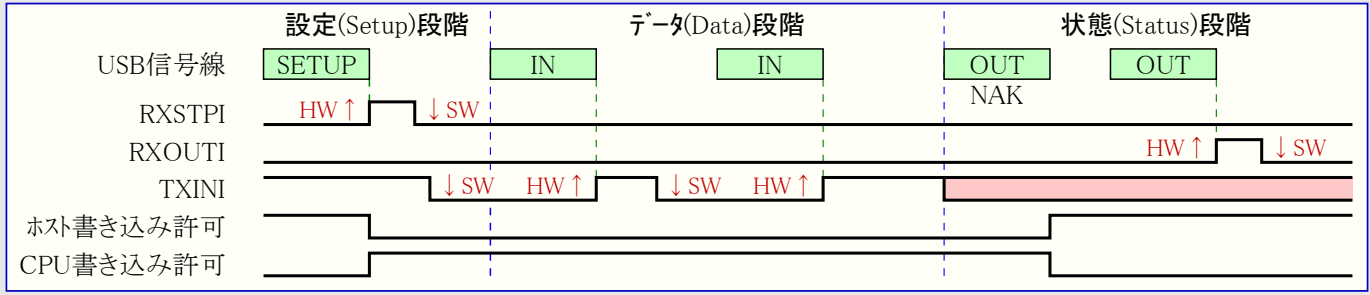 設定(Setup)段階 データ(Data)段階 状態(Status)段階
USB信号線 SETUP IN IN OUT OUT
NAK
RXSTPI HW↑ ↓SW
RXOUTI HW↑ ↓SW
TXINI ↓SW HW↑ ↓SW HW↑
ホスト書き込み許可
CPU書き込み許可